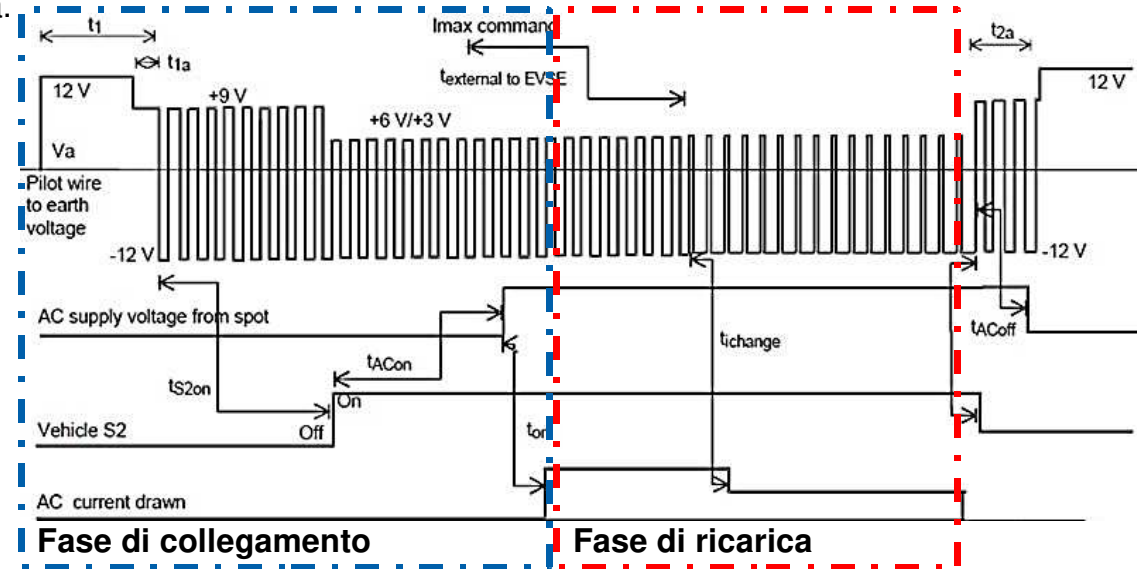 t1
Imax command
t2a
t1a
texternal to EVSE
12 V
+9 V
12 V
+6 V/+3 V
Va
Pilot wire
to earth
voltage
-12 V
-12 V
AC supply voltage from spot
tACoff
tichange
tACon
tS2on
On
Vehicle S2
Off
ton
AC current drawn
Fase di collegamento
Fase di ricarica